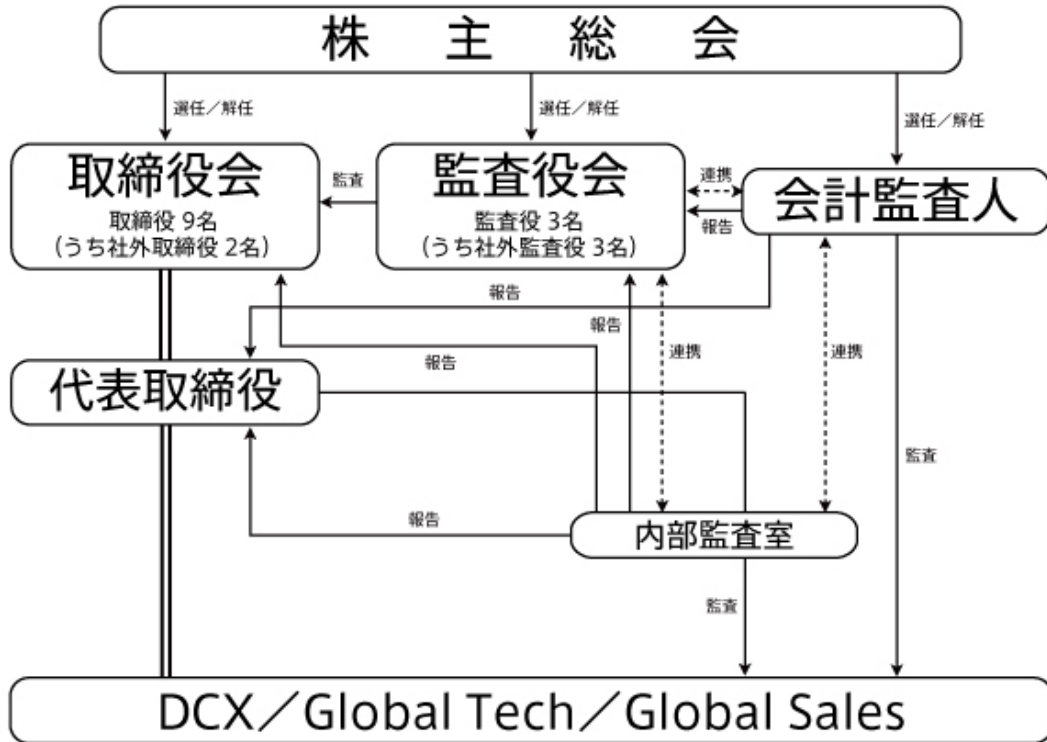 株主総会
選任／解任
選任／解任
選任／解任
取締役会
取締役 9名
(うち社外取締役 2名)
監査
監査役会
監査役 3名
(うち社外監査役 3名)
連携
報告
会計監査人
報告
報告
報告
連携
連携
代表取締役
監査
報告
内部監査室
監査
DCX／Global Tech／Global Sales